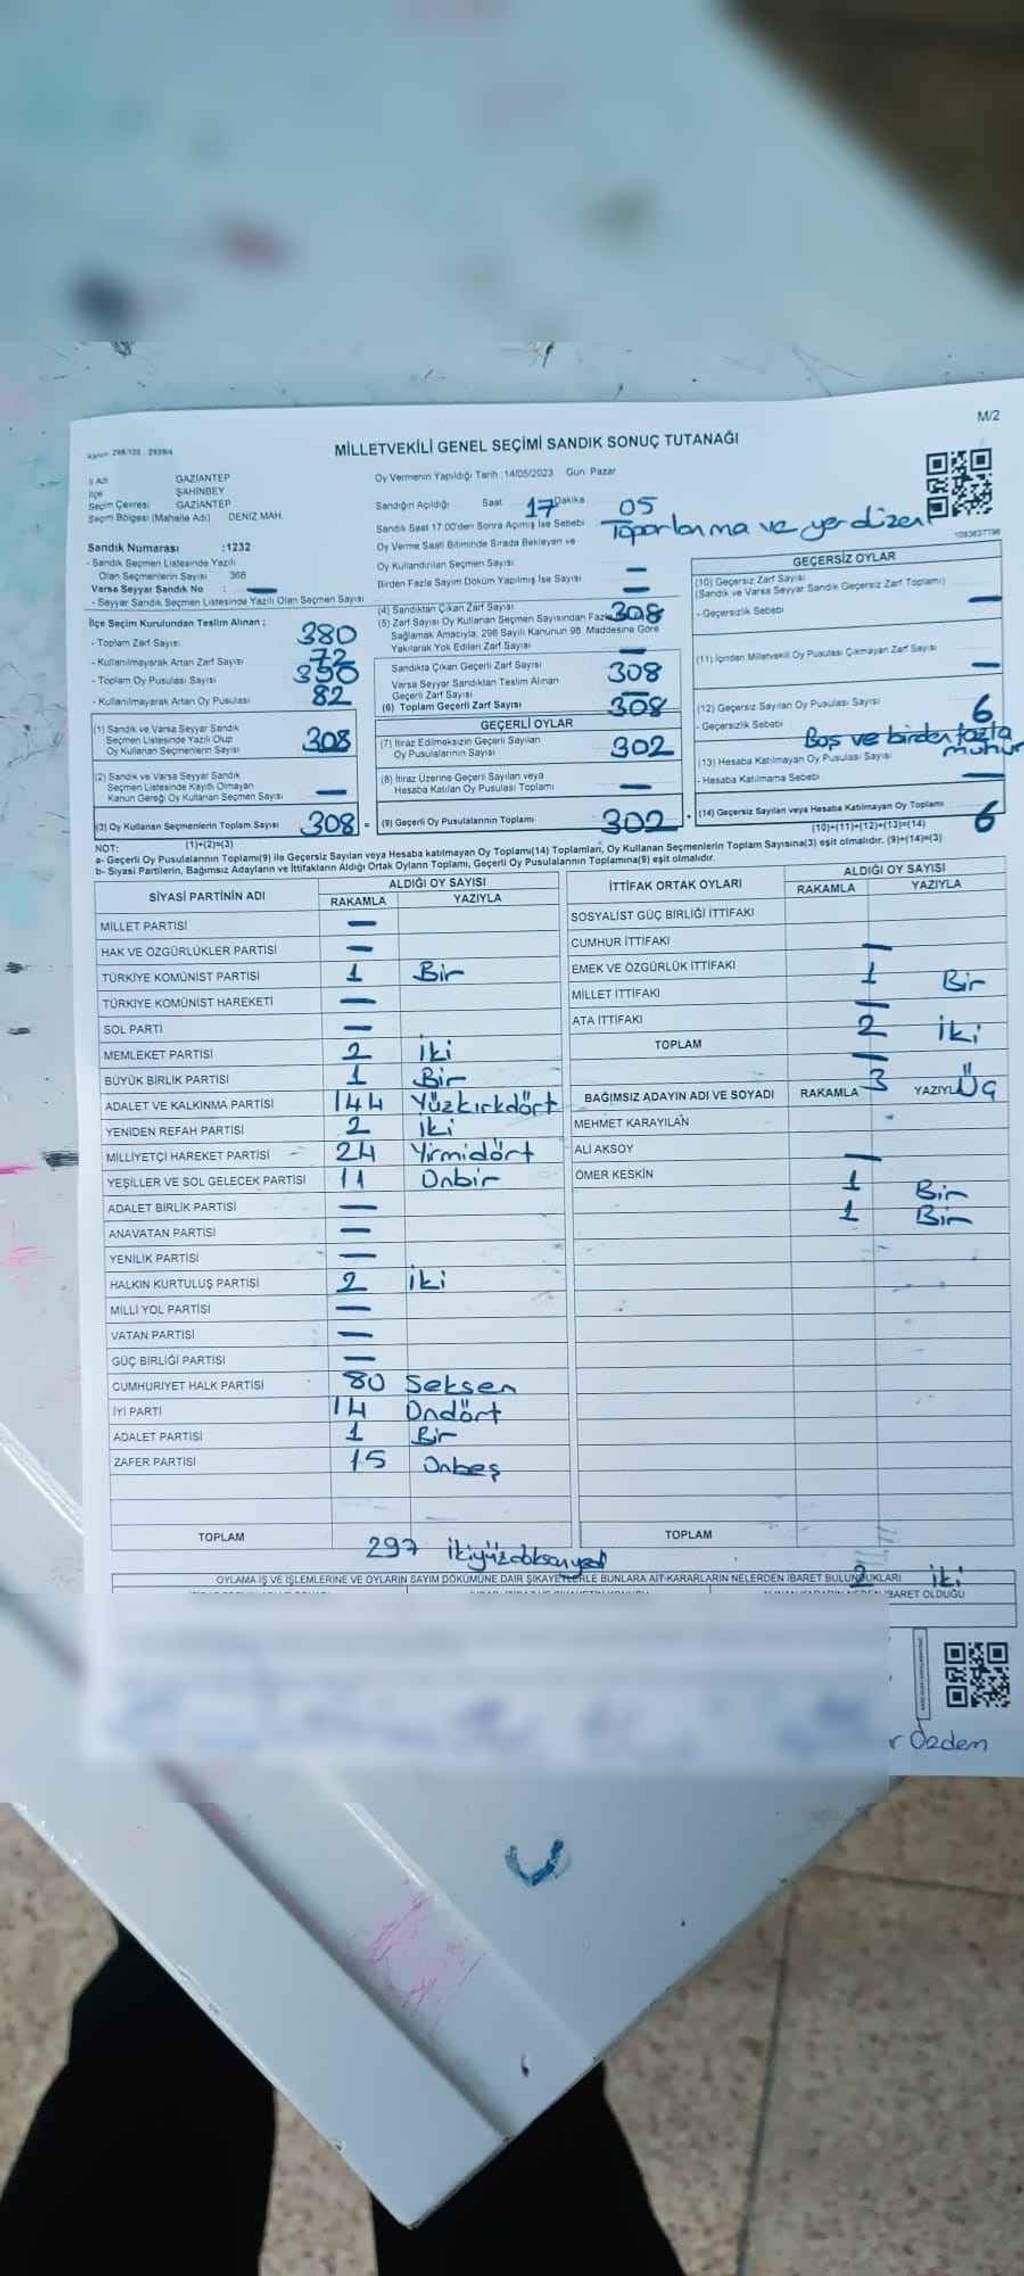 M/2
MİLLETVEKİLİ GENEL SEÇİMİ SANDIK SONUÇ TUTANAĞI
İl Adı GAZİANTEP
İlçe ŞAHİNBEY
Seçim Çevresi GAZİANTEP
Seçim Bölgesi (Mahalle Adı) DENİZ MAH.
Sandık Numarası :1232
- Sandık Seçmen Listesinde Yazılı
Olan Seçmenlerin Sayısı 368
Varsa Seyyar Sandık No : —
- Seyyar Sandık Seçmen Listesinde Yazılı Olan Seçmen Sayısı
Oy Vermenin Yapıldığı Tarih :14/05/2023 Gün: Pazar
Sandığın Açıldığı Saat 17 Dakika 05
Sandık Saat 17:00'den Sonra Açılmış İse Sebebi Toparlanma ve yer düzen
Oy Verme Saati Bitiminde Sırada Bekleyen ve
Oy Kullandırılan Seçmen Sayısı —
Birden Fazla Sayım Döküm Yapılmış İse Sayısı —
İlçe Seçim Kurulundan Teslim Alınan :
- Toplam Zarf Sayısı 380
- Kullanılmayarak Artan Zarf Sayısı 72
- Toplam Oy Pusulası Sayısı
- Kullanılmayarak Artan Oy Pusulası 82
(1) Sandık ve Varsa Seyyar Sandık
Seçmen Listesinde Yazılı Olup
Oy Kullanan Seçmenlerin Sayısı 308
(2) Sandık ve Varsa Seyyar Sandık
Seçmen Listesinde Kayıtlı Olmayan
Kanun Gereği Oy Kullanan Seçmen Sayısı —
(3) Oy Kullanan Seçmenlerin Toplam Sayısı 308
(1)+(2)=(3)
(4) Sandıktan Çıkan Zarf Sayısı 308
(5) Zarf Sayısı Oy Kullanan Seçmen Sayısından Fazla
Sağlamak Amacıyla, 298 Sayılı Kanunun 98. Maddesine Göre
Yakılarak Yok Edilen Zarf Sayısı —
Sandıkta Çıkan Geçerli Zarf Sayısı 308
Varsa Seyyar Sandıktan Teslim Alınan
Geçerli Zarf Sayısı —
(6) Toplam Geçerli Zarf Sayısı 308
GEÇERLİ OYLAR
(7) İtiraz Edilmeksizin Geçerli Sayılan
Oy Pusulalarının Sayısı 302
(8) İtiraz Üzerine Geçerli Sayılan veya
Hesaba Katılan Oy Pusulası Toplamı —
= (9) Geçerli Oy Pusulalarının Toplamı 302 +
GEÇERSİZ OYLAR
(10) Geçersiz Zarf Sayısı
(Sandık ve Varsa Seyyar Sandık Geçersiz Zarf Toplamı) —
- Geçersizlik Sebebi
(11) İçinden Milletvekili Oy Pusulası Çıkmayan Zarf Sayısı —
(12) Geçersiz Sayılan Oy Pusulası Sayısı 6
- Geçersizlik Sebebi Boş ve birden fazla
mühür
(13) Hesaba Katılmayan Oy Pusulası Sayısı
- Hesaba Katılmama Sebebi —
(14) Geçersiz Sayılan veya Hesaba Katılmayan Oy Toplamı 6
(10)+(11)+(12)+(13)=(14)
NOT:
a- Geçerli Oy Pusulalarının Toplamı(9) ile Geçersiz Sayılan veya Hesaba katılmayan Oy Toplamı(14) Toplamları, Oy Kullanan Seçmenlerin Toplam Sayısına(3) eşit olmalıdır. (9)+(14)=(3)
b- Siyasi Partilerin, Bağımsız Adayların ve İttifakların Aldığı Ortak Oyların Toplamı, Geçerli Oy Pusulalarının Toplamına(9) eşit olmalıdır.
SİYASİ PARTİNİN ADI ALDIĞI OY SAYISI
RAKAMLA YAZIYLA
MİLLET PARTİSİ —
HAK VE ÖZGÜRLÜKLER PARTİSİ —
TÜRKİYE KOMÜNİST PARTİSİ 1 Bir
TÜRKİYE KOMÜNİST HAREKETİ —
SOL PARTİ —
MEMLEKET PARTİSİ 2 İki
BÜYÜK BİRLİK PARTİSİ 1 Bir
ADALET VE KALKINMA PARTİSİ 144 Yüzkırkdört
YENİDEN REFAH PARTİSİ 2 İki
MİLLİYETÇİ HAREKET PARTİSİ 24 Yirmidört
YEŞİLLER VE SOL GELECEK PARTİSİ 11 Onbir
ADALET BİRLİK PARTİSİ —
ANAVATAN PARTİSİ —
YENİLİK PARTİSİ —
HALKIN KURTULUŞ PARTİSİ 2 İki
MİLLİ YOL PARTİSİ —
VATAN PARTİSİ —
GÜÇ BİRLİĞİ PARTİSİ —
CUMHURİYET HALK PARTİSİ 80 Seksen
İYİ PARTİ 14 Ondört
ADALET PARTİSİ 1 Bir
ZAFER PARTİSİ 15 Onbeş
TOPLAM 297 ikiyüzdoksanyedi
İTTİFAK ORTAK OYLARI ALDIĞI OY SAYISI
RAKAMLA YAZIYLA
SOSYALİST GÜÇ BİRLİĞİ İTTİFAKI
CUMHUR İTTİFAKI —
EMEK VE ÖZGÜRLÜK İTTİFAKI 1 Bir
MİLLET İTTİFAKI —
ATA İTTİFAKI 2 İki
TOPLAM —
BAĞIMSIZ ADAYIN ADI VE SOYADI RAKAMLA 3 YAZIYLA Üç
MEHMET KARAYILAN
ALİ AKSOY —
ÖMER KESKİN 1 Bir
1 Bir
TOPLAM
OYLAMA İŞ VE İŞLEMLERİNE VE OYLARIN SAYIM DÖKÜMÜNE DAİR ŞİKAYETLERLE BUNLARA AİT KARARLARIN NELERDEN İBARET BULUNDUKLARI 2 İki
İBARET OLDUĞU
r Özdem